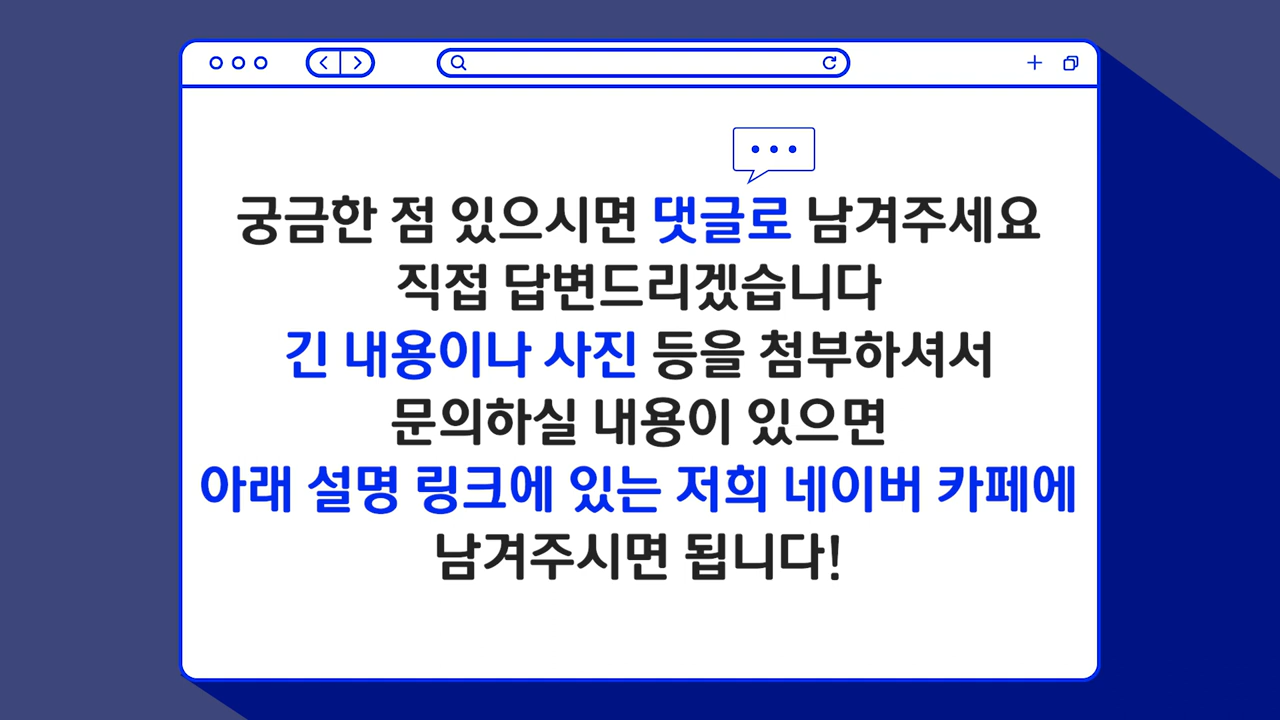 궁금한 점 있으시면 댓글로 남겨주세요
직접 답변드리겠습니다
긴 내용이나 사진 등을 첨부하셔서
문의하실 내용이 있으면
아래 설명 링크에 있는 저희 네이버 카페에
남겨주시면 됩니다!